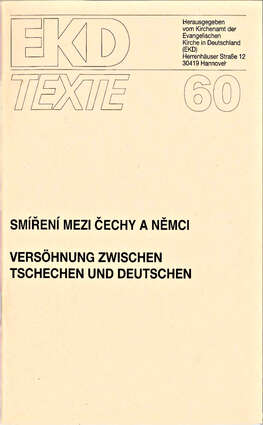 EKD
Herausgegeben
vom Kirchenamt der
Evangelischen
Kirche in Deutschland
(EKD)
Herrenhäuser Straße 12
30419 Hannover
TEXTE 60
SMÍŘENÍ MEZI ČECHY A NĚMCI
VERSÖHNUNG ZWISCHEN
TSCHECHEN UND DEUTSCHEN